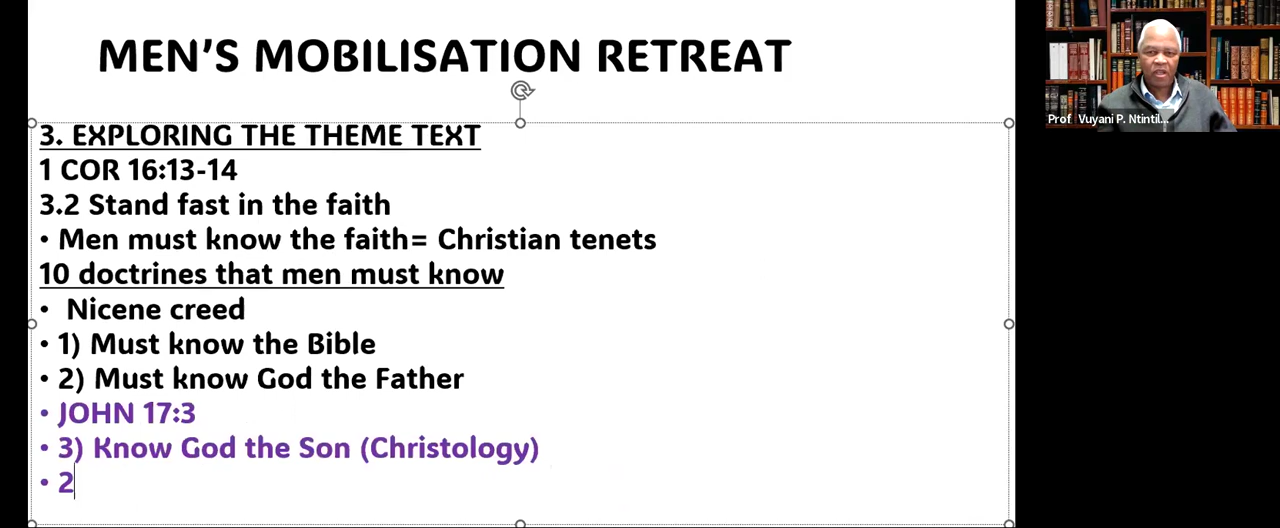 MEN’S MOBILISATION RETREAT
3. EXPLORING THE THEME TEXT
1 COR 16:13-14
3.2 Stand fast in the faith
• Men must know the faith= Christian tenets
10 doctrines that men must know
• Nicene creed
• 1) Must know the Bible
• 2) Must know God the Father
• JOHN 17:3
• 3) Know God the Son (Christology)
• 2
Prof Vuyani P. Ntintil...